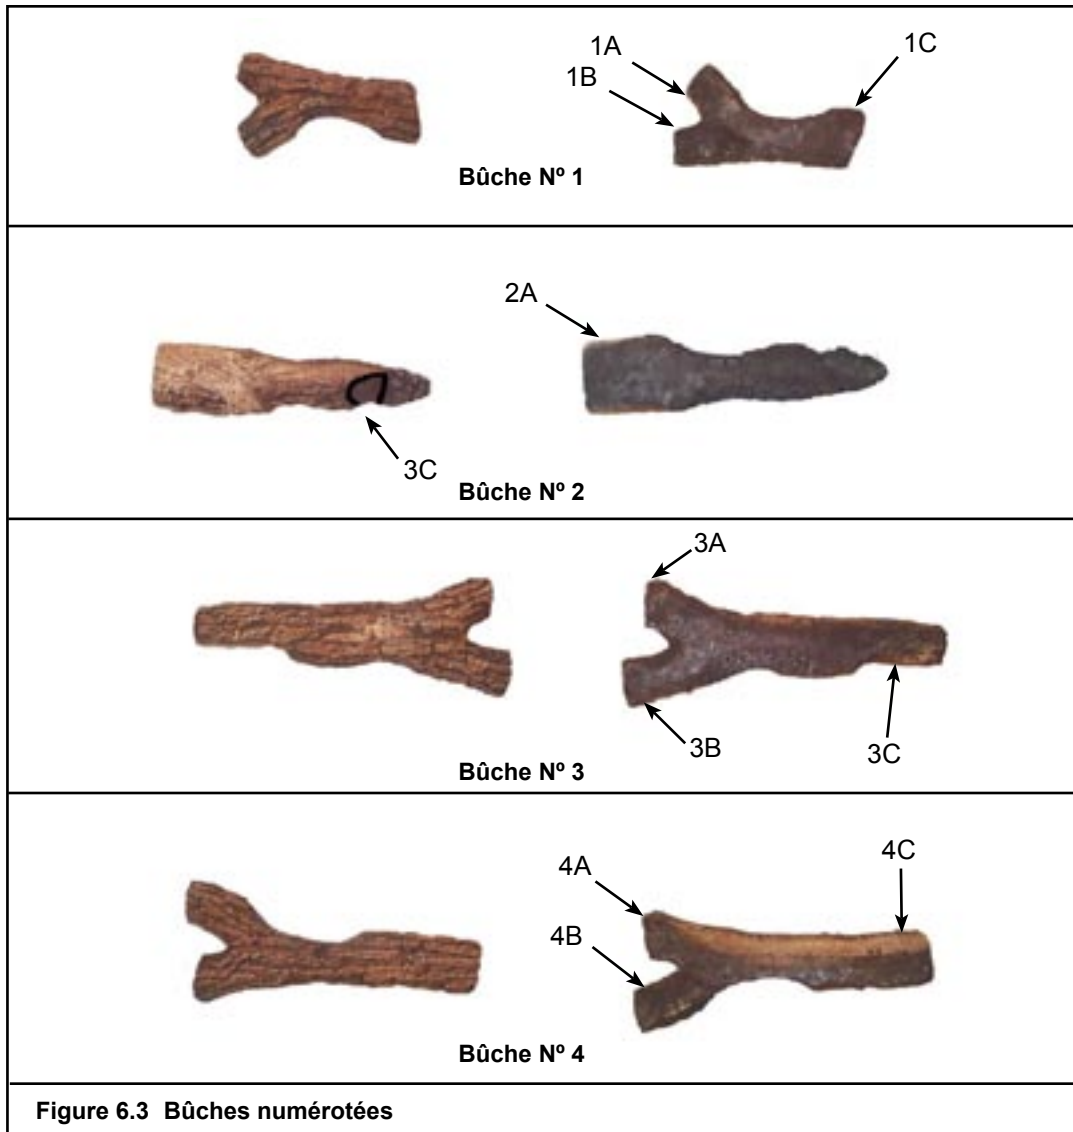 1A
1C
1B
Bûche Nº 1
2A
3C
Bûche Nº 2
3A
3B
3C
Bûche Nº 3
4A
4C
4B
Bûche Nº 4
Figure 6.3 Bûches numérotées